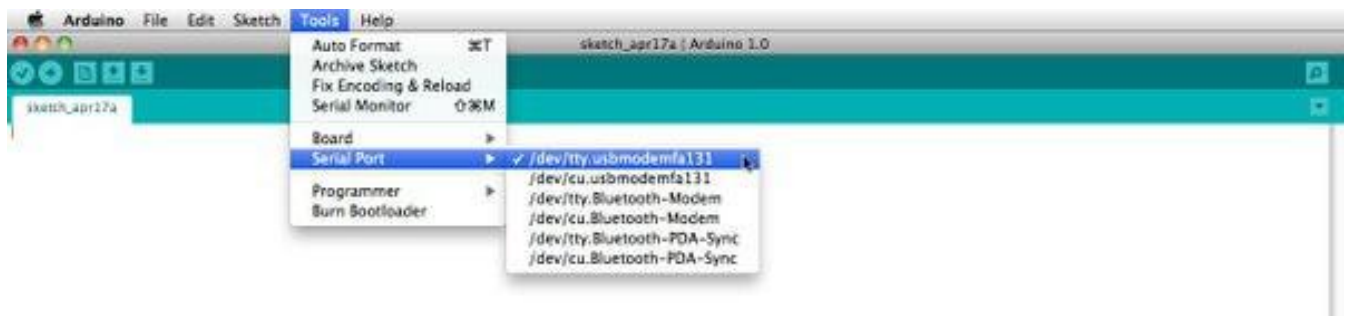 Arduino File Edit Sketch Tools Help
sketch_apr17a | Arduino 1.0
sketch_apr17a
Auto Format ⌘T
Archive Sketch
Fix Encoding & Reload
Serial Monitor ⇧⌘M
Board
Serial Port
Programmer
Burn Bootloader
✓ /dev/tty.usbmodemfa131
/dev/cu.usbmodemfa131
/dev/tty.Bluetooth-Modem
/dev/cu.Bluetooth-Modem
/dev/tty.Bluetooth-PDA-Sync
/dev/cu.Bluetooth-PDA-Sync